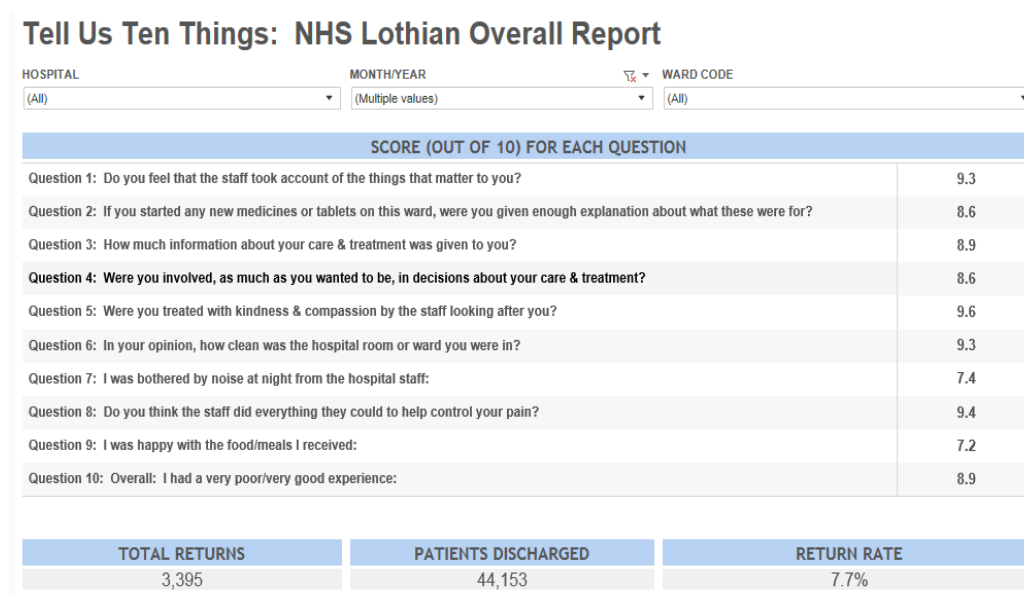 Tell Us Ten Things:  NHS Lothian Overall Report
HOSPITAL MONTH/YEAR WARD CODE
(All) (Multiple values) (All)
SCORE (OUT OF 10) FOR EACH QUESTION
Question 1:  Do you feel that the staff took account of the things that matter to you? 9.3
Question 2:  If you started any new medicines or tablets on this ward, were you given enough explanation about what these were for? 8.6
Question 3:  How much information about your care & treatment was given to you? 8.9
Question 4:  Were you involved, as much as you wanted to be, in decisions about your care & treatment? 8.6
Question 5:  Were you treated with kindness & compassion by the staff looking after you? 9.6
Question 6:  In your opinion, how clean was the hospital room or ward you were in? 9.3
Question 7:  I was bothered by noise at night from the hospital staff: 7.4
Question 8:  Do you think the staff did everything they could to help control your pain? 9.4
Question 9:  I was happy with the food/meals I received: 7.2
Question 10:  Overall:  I had a very poor/very good experience: 8.9
TOTAL RETURNS PATIENTS DISCHARGED RETURN RATE
3,395 44,153 7.7%